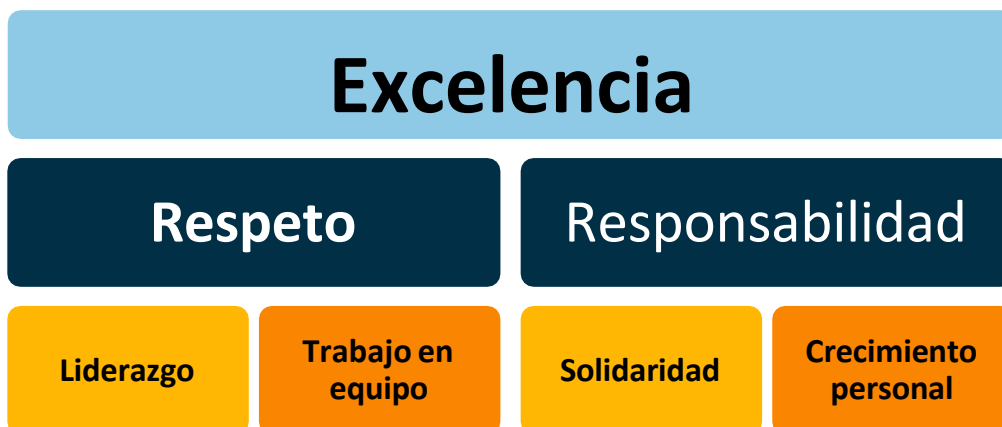 Excelencia
Respeto
Responsabilidad
Liderazgo
Trabajo en
equipo
Solidaridad
Crecimiento
personal